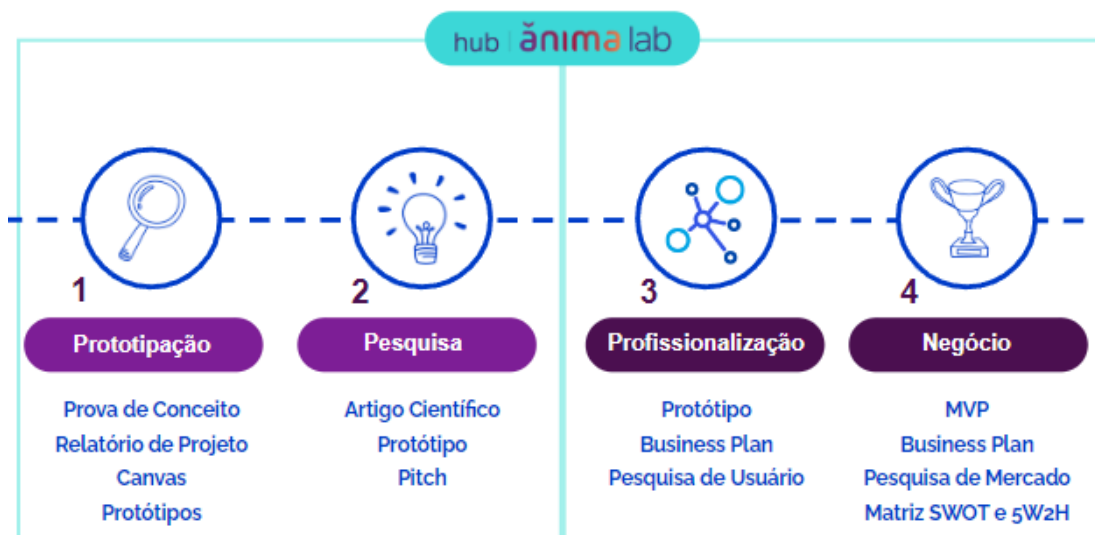 hub | ănıma lab
1
Prototipação
Prova de Conceito
Relatório de Projeto
Canvas
Protótipos
2
Pesquisa
Artigo Científico
Protótipo
Pitch
3
Profissionalização
Protótipo
Business Plan
Pesquisa de Usuário
4
Negócio
MVP
Business Plan
Pesquisa de Mercado
Matriz SWOT e 5W2H